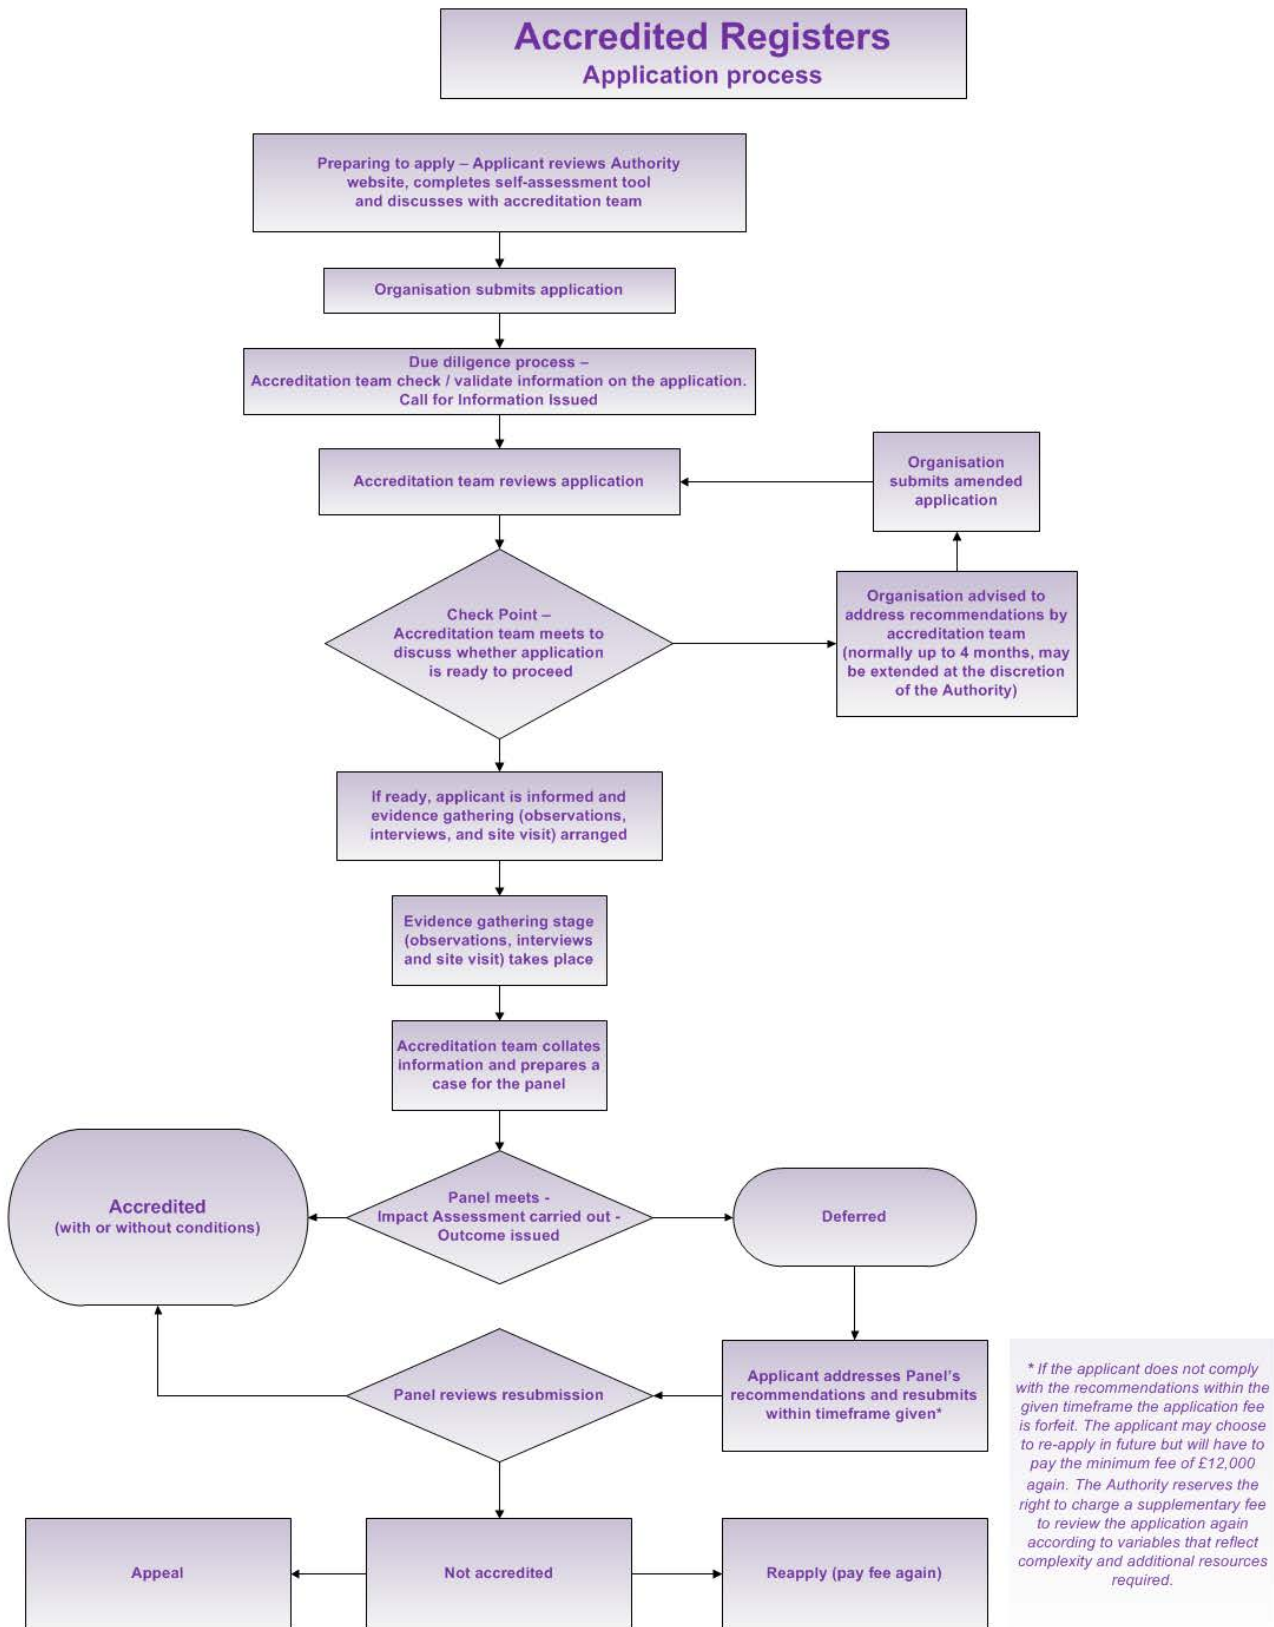 Accredited Registers
Application process
Preparing to apply – Applicant reviews Authority
website, completes self-assessment tool
and discusses with accreditation team
Organisation submits application
Due diligence process –
Accreditation team check / validate information on the application.
Call for Information Issued
Accreditation team reviews application
Organisation
submits amended
application
Check Point –
Accreditation team meets to
discuss whether application
is ready to proceed
Organisation advised to
address recommendations by
accreditation team
(normally up to 4 months, may
be extended at the discretion
of the Authority)
If ready, applicant is informed and
evidence gathering (observations,
interviews, and site visit) arranged
Evidence gathering stage
(observations, interviews
and site visit) takes place
Accreditation team collates
information and prepares a
case for the panel
Accredited
(with or without conditions)
Panel meets -
Impact Assessment carried out -
Outcome issued
Deferred
Panel reviews resubmission
Applicant addresses Panel's
recommendations and resubmits
within timeframe given*
* If the applicant does not comply
with the recommendations within the
given timeframe the application fee
is forfeit. The applicant may choose
to re-apply in future but will have to
pay the minimum fee of £12,000
again. The Authority reserves the
right to charge a supplementary fee
to review the application again
according to variables that reflect
complexity and additional resources
required.
Appeal
Not accredited
Reapply (pay fee again)